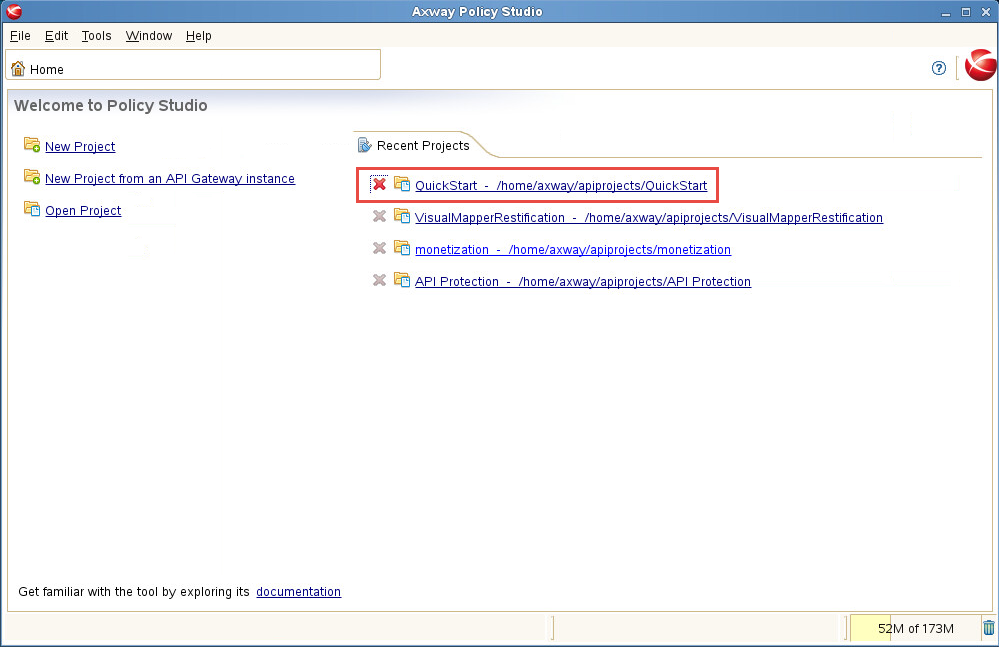 Axway Policy Studio
File Edit Tools Window Help
Home
Welcome to Policy Studio
New Project
New Project from an API Gateway instance
Open Project
Recent Projects
QuickStart - /home/axway/apiprojects/QuickStart
VisualMapperRestification - /home/axway/apiprojects/VisualMapperRestification
monetization - /home/axway/apiprojects/monetization
API Protection - /home/axway/apiprojects/API Protection
Get familiar with the tool by exploring its documentation
52M of 173M